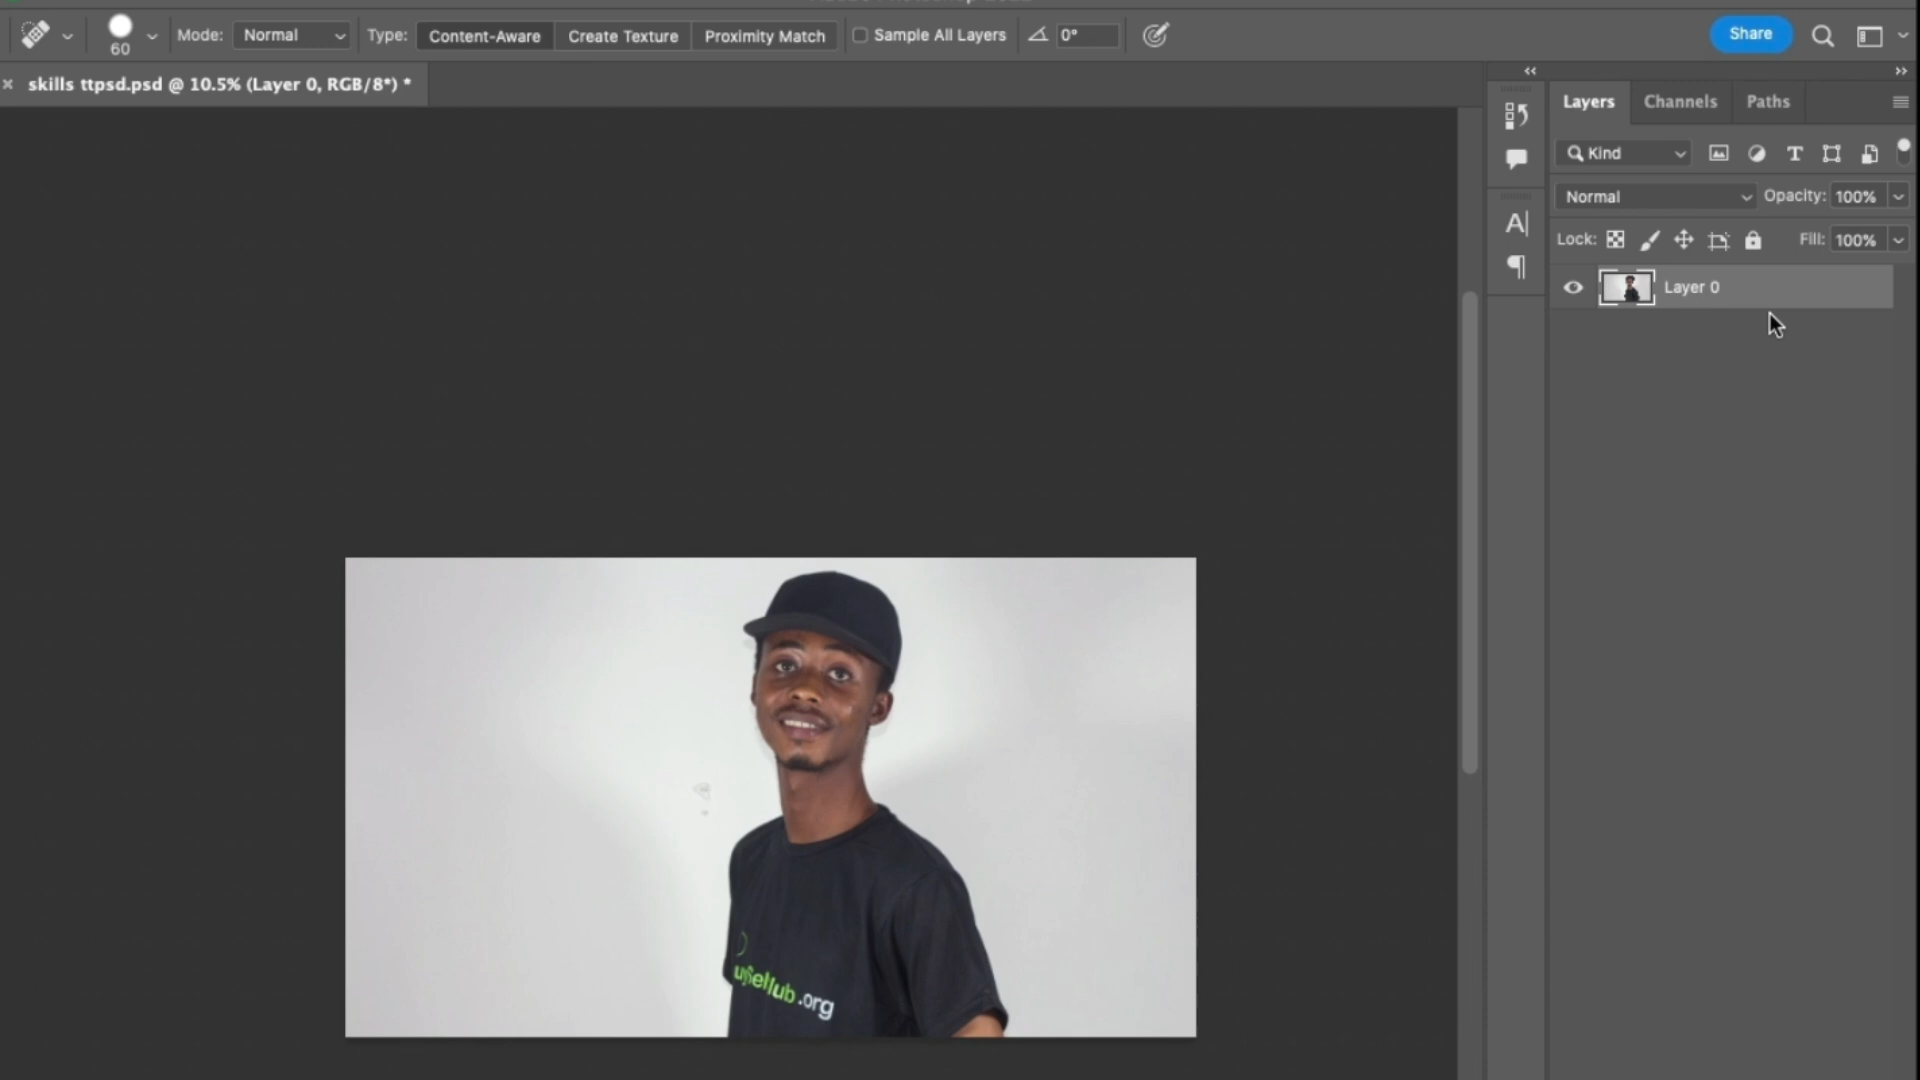 60
Mode: Normal
Type: Content-Aware Create Texture Proximity Match
Sample All Layers
0°
Share
skills ttpsd.psd @ 10.5% (Layer 0, RGB/8*) *
Layers Channels Paths
Kind
Normal Opacity: 100%
Lock: Fill: 100%
Layer 0
.org